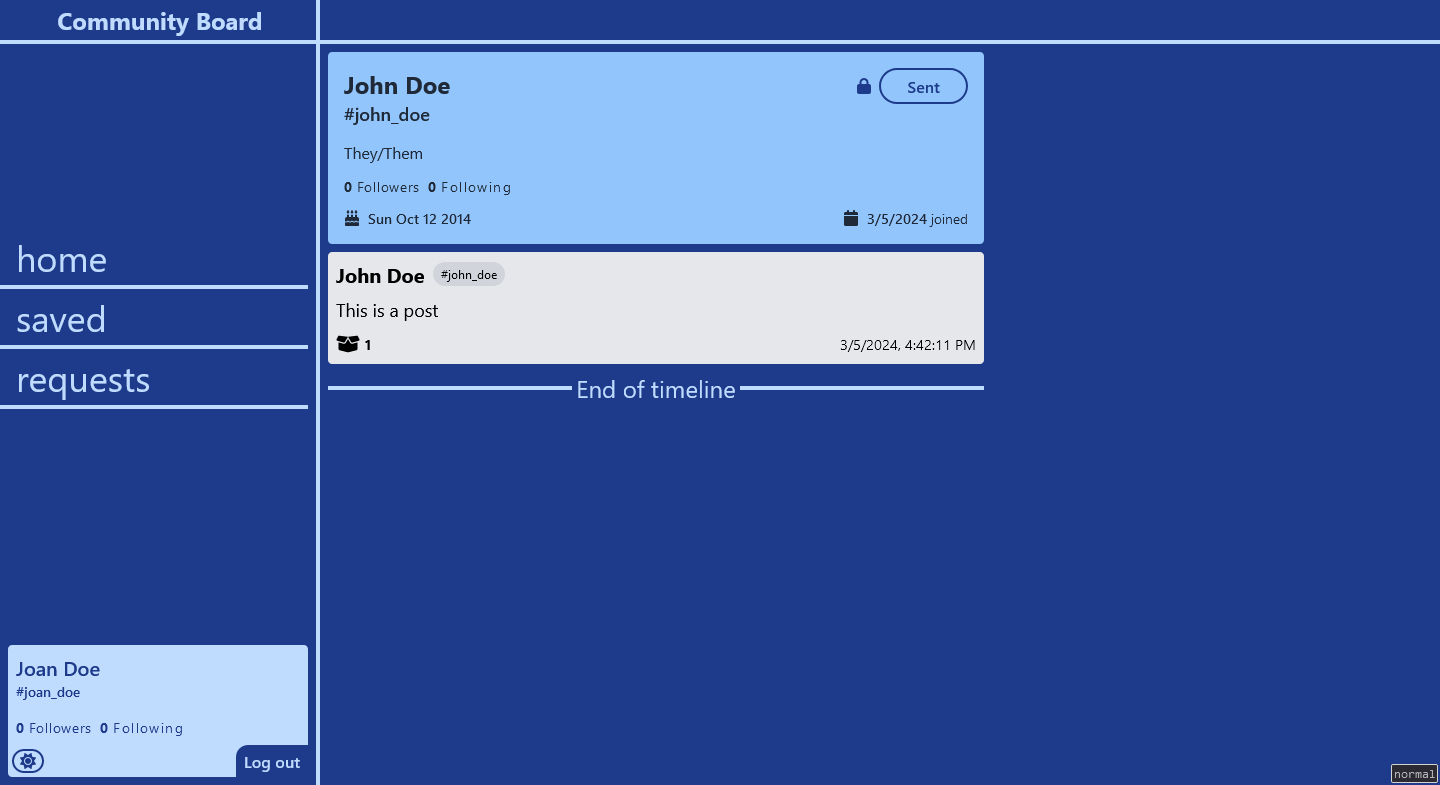 Community Board
John Doe
Sent
#john_doe
They/Them
0 Followers 0 Following
Sun Oct 12 2014
3/5/2024 joined
John Doe #john_doe
This is a post
1
3/5/2024, 4:42:11 PM
End of timeline
home
saved
requests
Joan Doe
#joan_doe
0 Followers 0 Following
Log out
normal